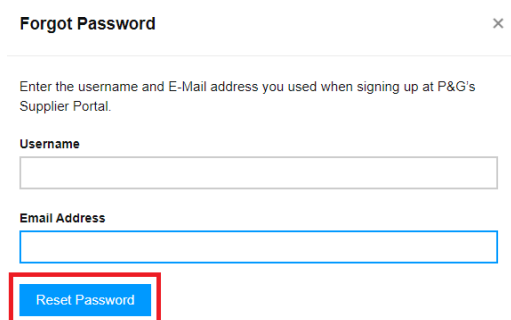 Forgot Password
Enter the username and E-Mail address you used when signing up at P&G's
Supplier Portal.
Username
Email Address
Reset Password